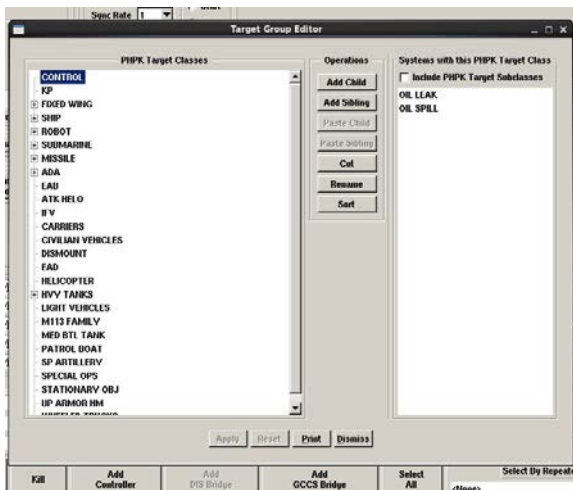 Sync Rate 1
Target Group Editor
PHPK Target Classes
CONTROL
KP
FIXED WING
SHIP
ROBOT
SUBMARINE
MISSILE
ADA
EAU
ATK HELO
IFV
CARRIERS
CIVILIAN VEHICLES
DISMOUNT
FAD
HELICOPTER
HVY TANKS
LIGHT VEHICLES
M113 FAMILY
MED BTL TANK
PATROL BOAT
SP ARTILLERY
SPECIAL OPS
STATIONARY OBJ
UP ARMOR HM
Operations
Add Child
Add Sibling
Paste Child
Paste Sibling
Cut
Rename
Sort
Systems with this PHPK Target Class
Include PHPK Target Subclasses
OIL LEAK
OIL SPILL
Apply Reset Print Dismiss
Kill
Add Controller
Add DIS Bridge
Add GCCS Bridge
Select All
Select By Repeate
<None>